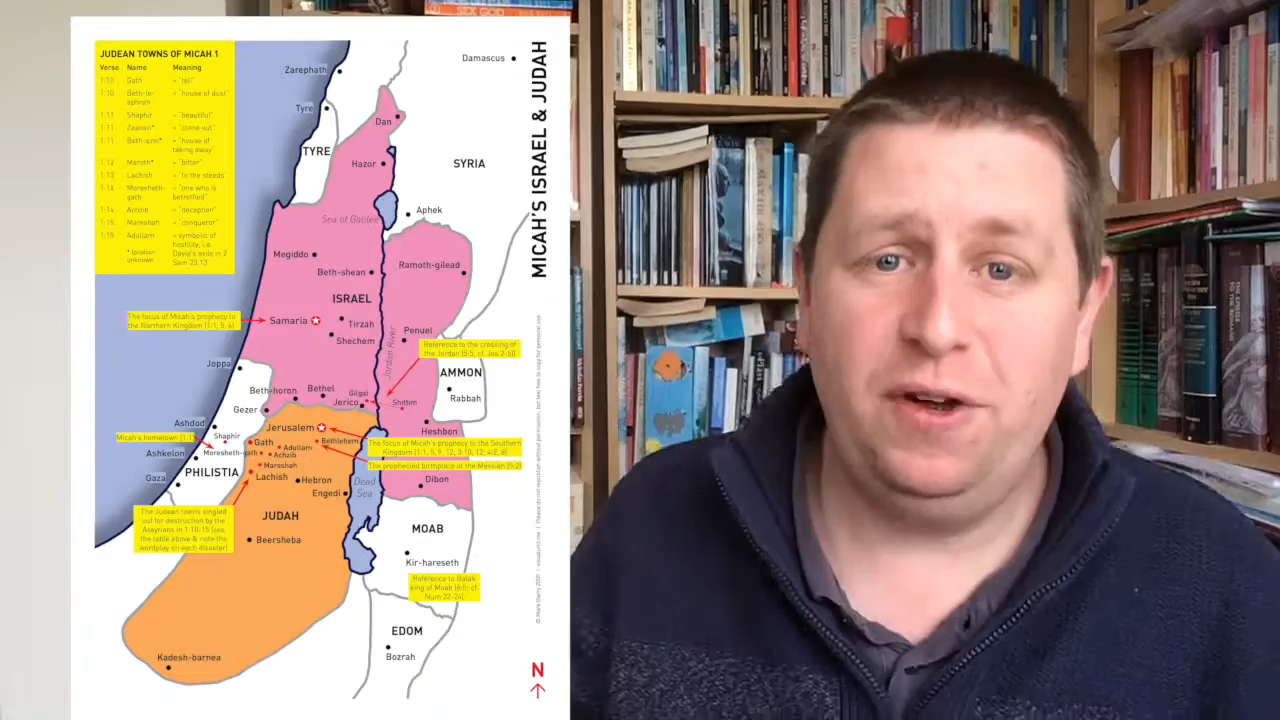 SEX GOD
JUDEAN TOWNS OF MICAH 1
Verse Name Meaning
1:10 Gath = "tell"
1:10 Beth-le-
aphrah = "house of dust"
1:11 Shaphir = "beautiful"
1:11 Zaanan* = "come out"
1:11 Beth-ezel* = "house of
taking away"
1:12 Maroth* = "bitter"
1:13 Lachish = "to the steeds
1:14 Moresheth-
gath = "one who is
betrothed"
1:14 Achzib = "deception"
1:15 Mareshah = "conqueror"
1:15 Adullam = symbolic of
hostility, i.e.
David's exile in 2
Sam 23.13
* location
unknown
MICAH'S ISRAEL & JUDAH
Damascus
Zarephath
Tyre
Dan
TYRE
SYRIA
Hazor
Aphek
Sea of Galilee
Megiddo
Ramoth-gilead
Beth-shean
ISRAEL
The focus of Micah's prophecy to
the Northern Kingdom (1:1, 5, 6)
Samaria
Tirzah
Shechem
Penuel
Jordan River
Reference to the crossing of
the Jordan (6:5, cf. Jos 2-5))
Joppa
AMMON
Rabbah
Beth-horon
Bethel
Gilgal
Jerico
Shittim
Gezer
Ashdod
Jerusalem
Heshbon
Micah's hometown (1:1)
Shaphir
Gath
Bethlehem
The focus of Micah's prophecy to the Southern
Kingdom (1:1, 5, 9, 12, 3:10, 12; 4:2, 8)
Moresheth-gath
Adullam
Achzib
Ashkelon
Mareshah
The prophesied birthplace of the Messiah (5:2)
PHILISTIA
Gaza
Lachish
Hebron
Dead
Sea
Dibon
Engedi
The Judean towns singled
out for destruction by the
Assyrians in 1:10-15 (see
the table above & note the
wordplay on each disaster)
JUDAH
MOAB
Beersheba
Kir-hareseth
Reference to Balak
king of Moab (6:5; cf.
Num 22-24)
EDOM
Bozrah
Kadesh-barnea
N